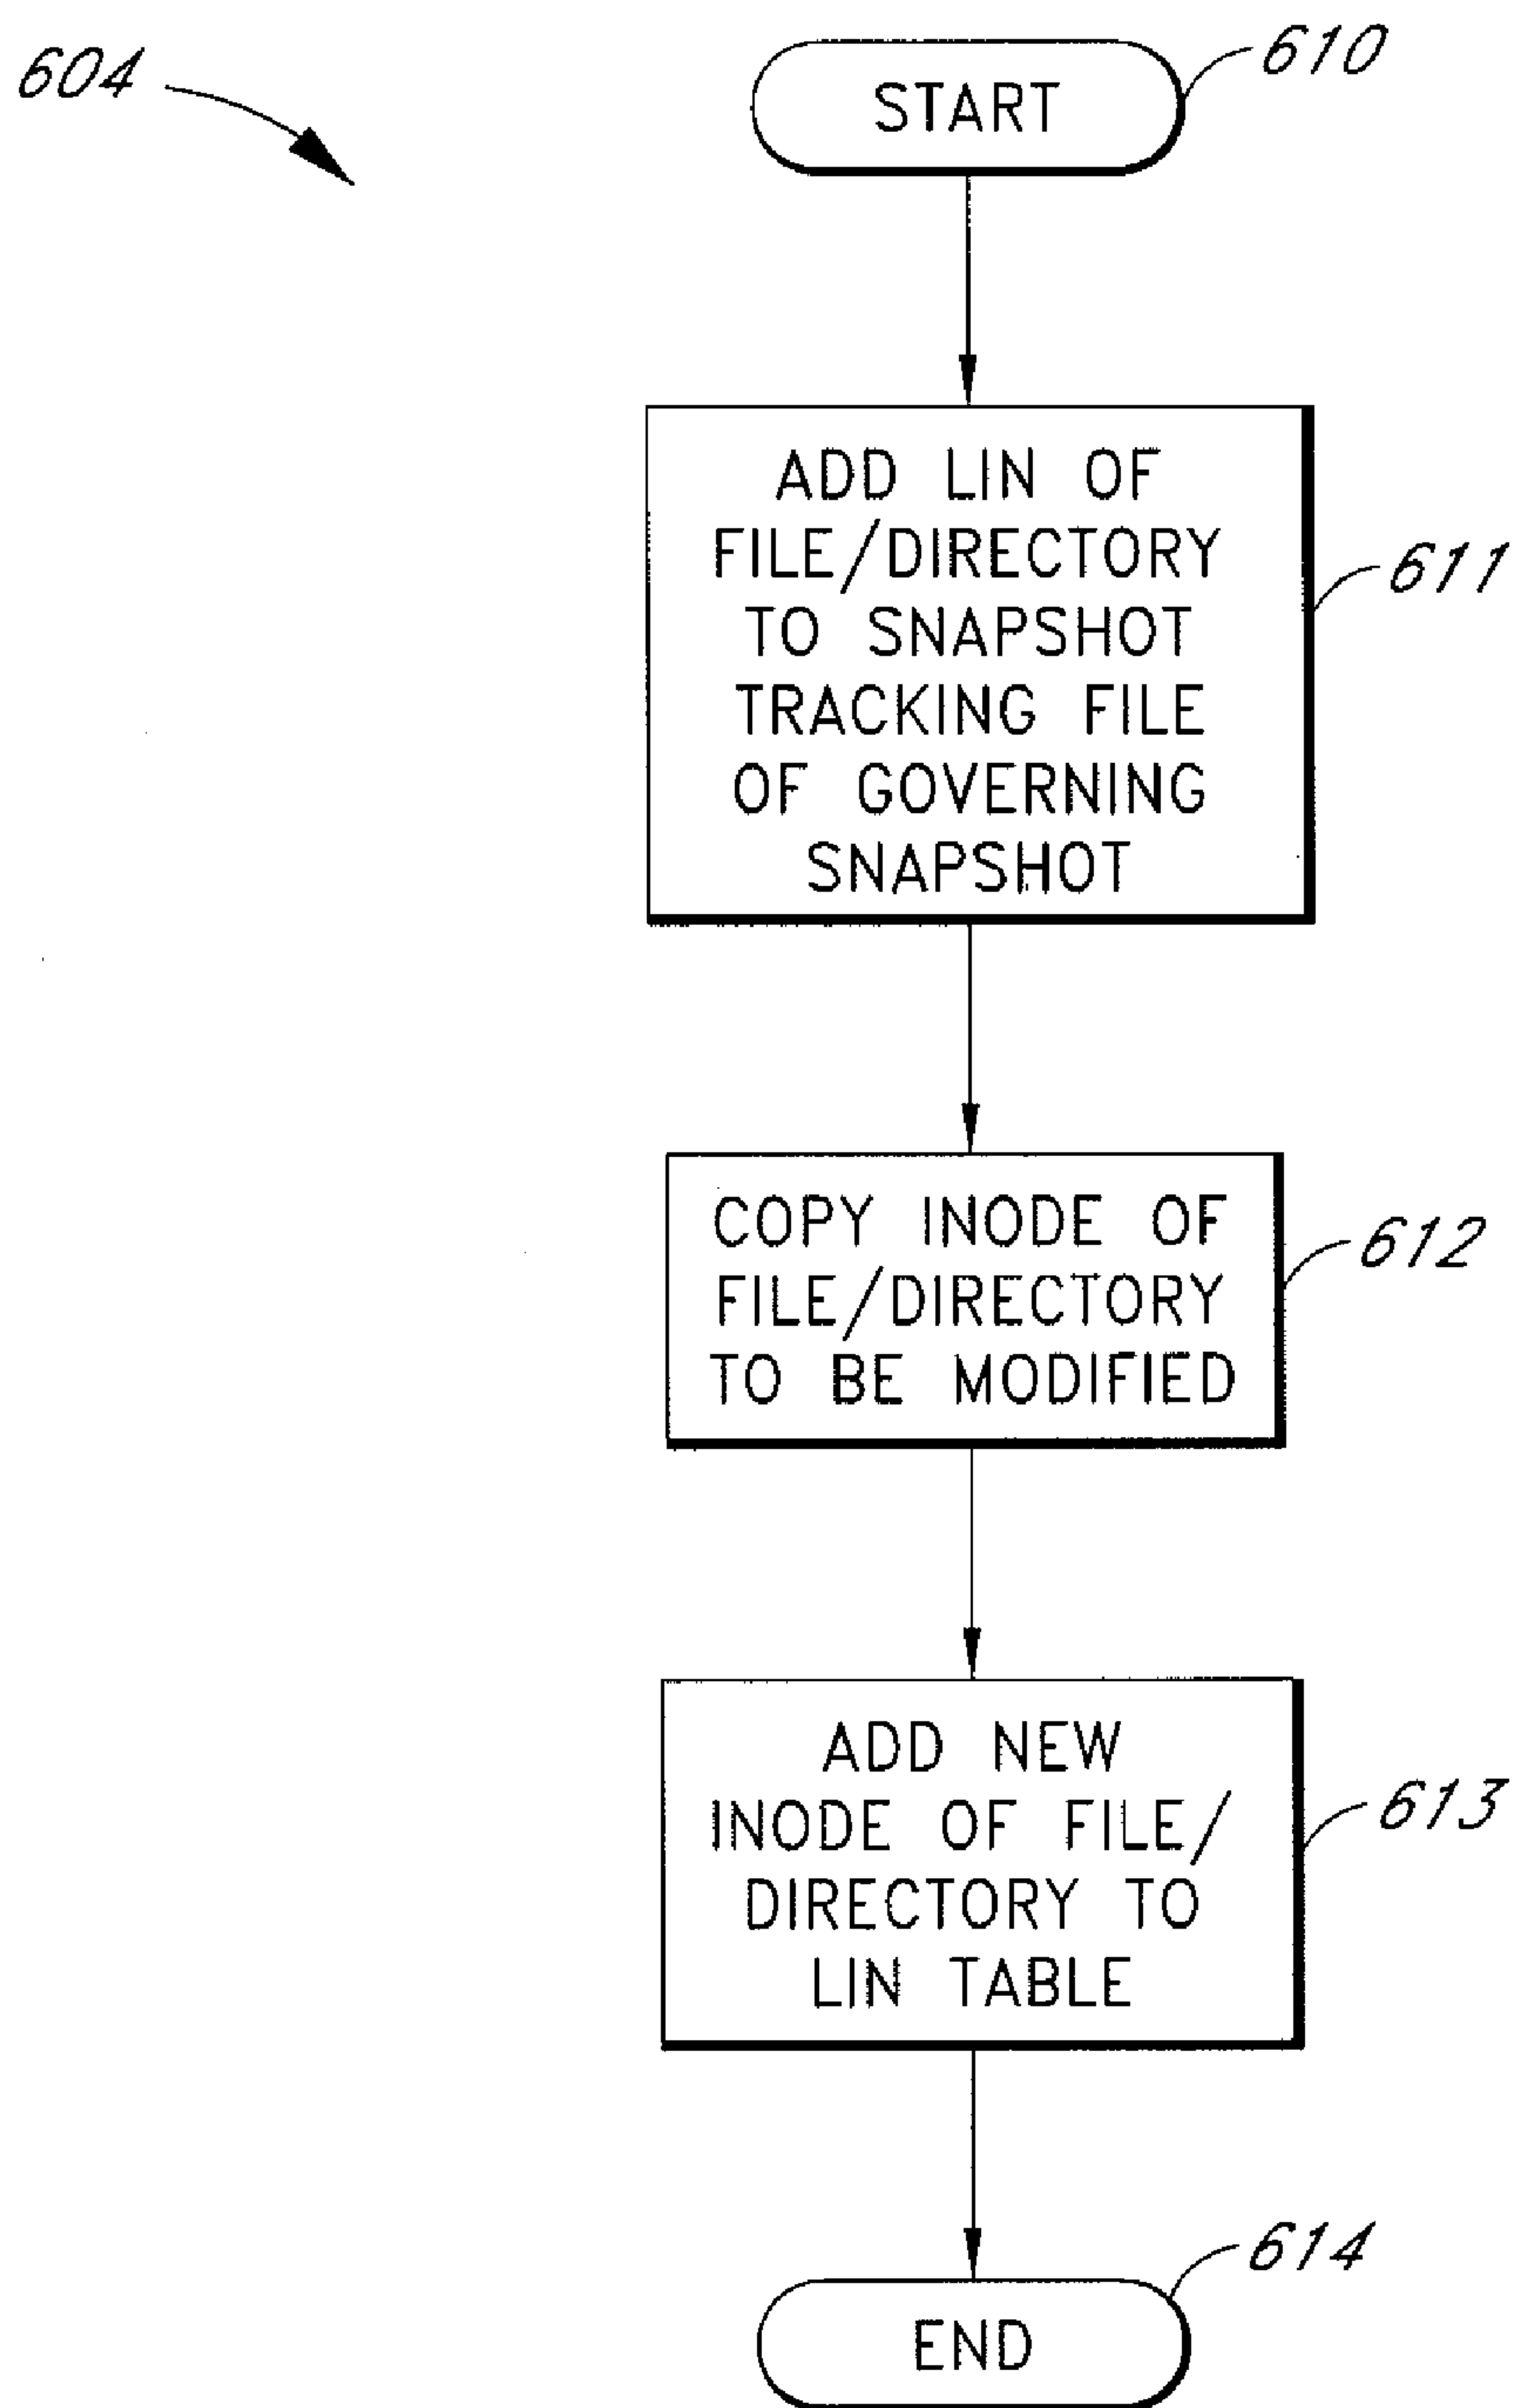 604
START
610
ADD LIN OF
FILE/DIRECTORY
TO SNAPSHOT
TRACKING FILE
OF GOVERNING
SNAPSHOT
611
COPY INODE OF
FILE/DIRECTORY
TO BE MODIFIED
612
ADD NEW
INODE OF FILE/
DIRECTORY TO
LIN TABLE
613
END
614